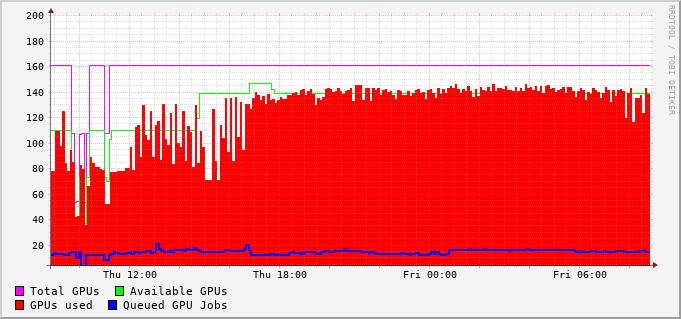 200
180
160
140
120
100
80
60
40
20
Thu 12:00 Thu 18:00 Fri 00:00 Fri 06:00
Total GPUs Available GPUs
GPUs used Queued GPU Jobs
RRDTOOL / TOBI OETIKER